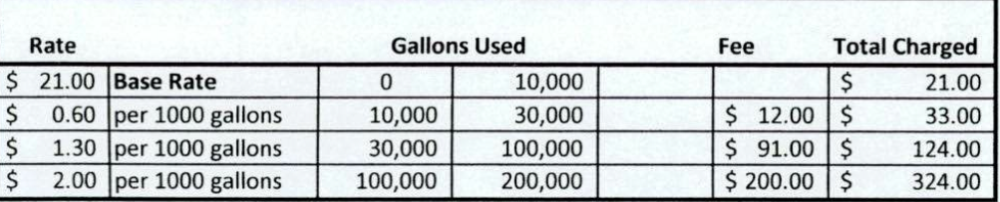 Rate Gallons Used Fee Total Charged
$ 21.00 Base Rate 0 10,000 $ 21.00
$ 0.60 per 1000 gallons 10,000 30,000 $ 12.00 $ 33.00
$ 1.30 per 1000 gallons 30,000 100,000 $ 91.00 $ 124.00
$ 2.00 per 1000 gallons 100,000 200,000 $ 200.00 $ 324.00